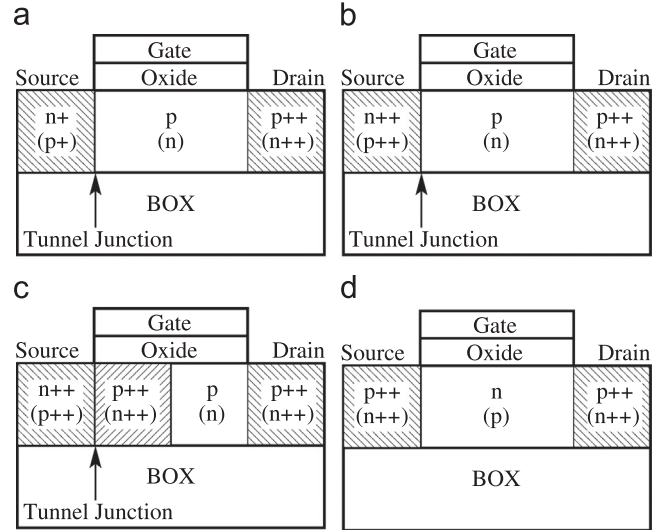 a
Gate
Source Oxide Drain
n+ p p++
(p+) (n) (n++)
BOX
Tunnel Junction
b
Gate
Source Oxide Drain
n++ p p++
(p++) (n) (n++)
BOX
Tunnel Junction
c
Gate
Source Oxide Drain
n++ p++ p p++
(p++) (n++) (n) (n++)
BOX
Tunnel Junction
d
Gate
Source Oxide Drain
p++ n p++
(n++) (p) (n++)
BOX